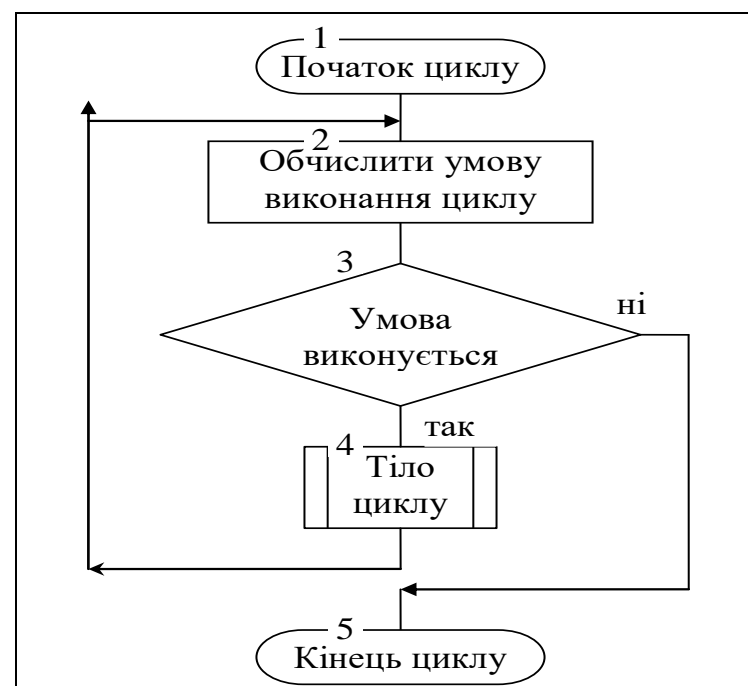 1
Початок циклу
2
Обчислити умову
виконання циклу
3
ні
Умова
виконується
так
4
Тіло
циклу
5
Кінець циклу